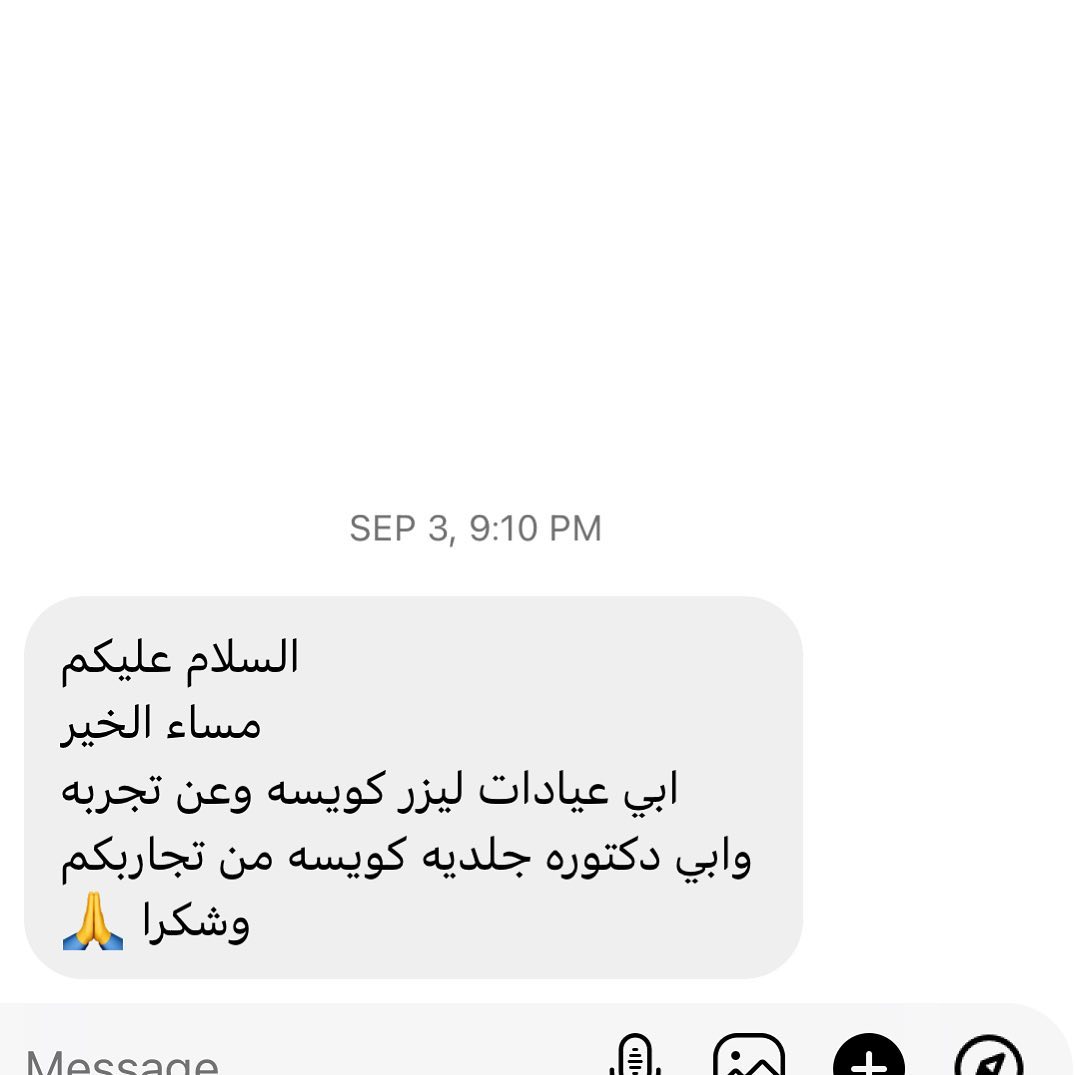 SEP 3, 9:10 PM
السلام عليكم
مساء الخير
ابي عيادات ليزر كويسه وعن تجربه
وابي دكتوره جلديه كويسه من تجاربكم
وشكرا 🙏
Message